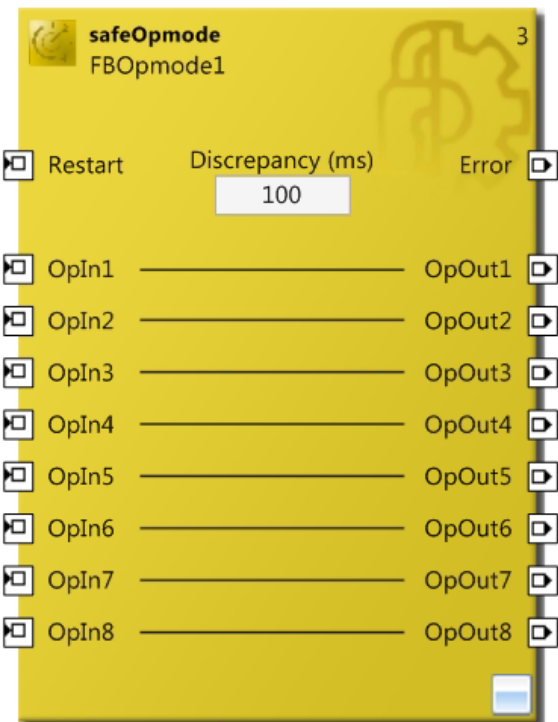 safeOpmode 3
FBOpmode1
Restart Discrepancy (ms) Error
100
OpIn1 OpOut1
OpIn2 OpOut2
OpIn3 OpOut3
OpIn4 OpOut4
OpIn5 OpOut5
OpIn6 OpOut6
OpIn7 OpOut7
OpIn8 OpOut8